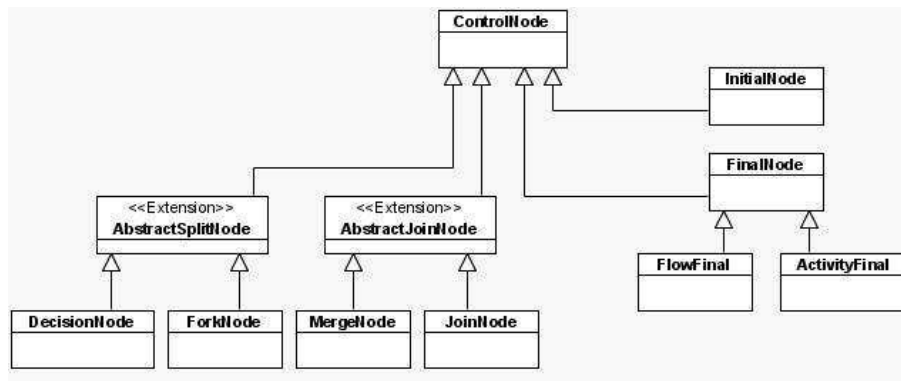 ControlNode
InitialNode
FinalNode
<<Extension>>
AbstractSplitNode
<<Extension>>
AbstractJoinNode
FlowFinal
ActivityFinal
DecisionNode
ForkNode
MergeNode
JoinNode